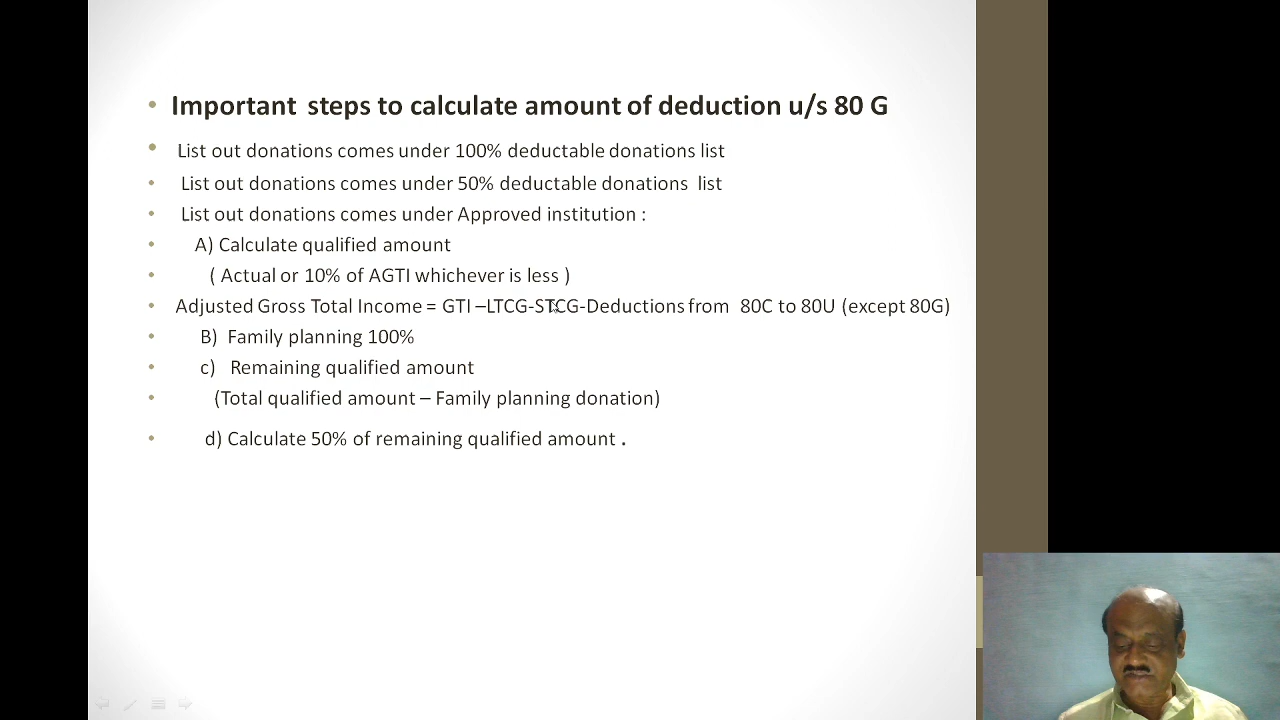 Important steps to calculate amount of deduction u/s 80 G
List out donations comes under 100% deductable donations list
List out donations comes under 50% deductable donations list
List out donations comes under Approved institution :
A) Calculate qualified amount
( Actual or 10% of AGTI whichever is less )
Adjusted Gross Total Income = GTI –LTCG-STCG-Deductions from 80C to 80U (except 80G)
B) Family planning 100%
c) Remaining qualified amount
(Total qualified amount – Family planning donation)
d) Calculate 50% of remaining qualified amount .